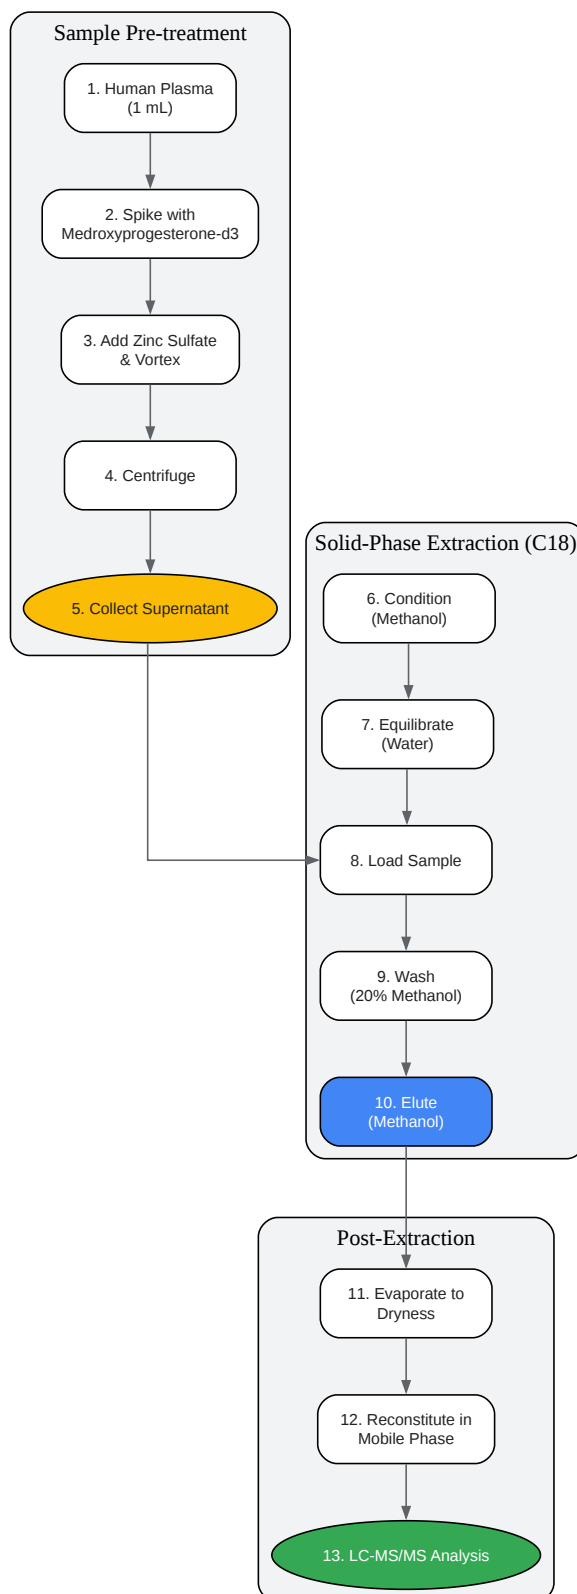 Sample Pre-treatment
1. Human Plasma
(1 mL)
2. Spike with
Medroxyprogesterone-d3
3. Add Zinc Sulfate
& Vortex
4. Centrifuge
5. Collect Supernatant
Solid-Phase Extraction (C18)
6. Condition
(Methanol)
7. Equilibrate
(Water)
8. Load Sample
9. Wash
(20% Methanol)
10. Elute
(Methanol)
Post-Extraction
11. Evaporate to
Dryness
12. Reconstitute in
Mobile Phase
13. LC-MS/MS Analysis